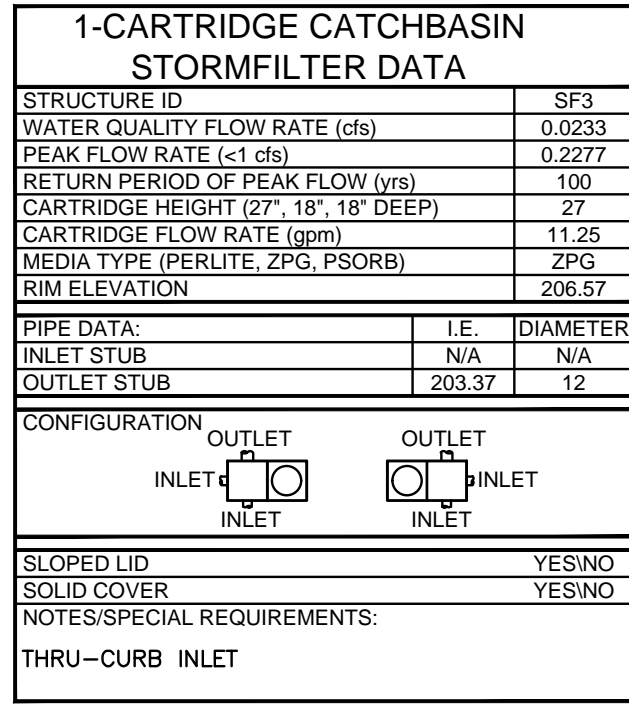 1-CARTRIDGE CATCHBASIN
STORMFILTER DATA
STRUCTURE ID SF3
WATER QUALITY FLOW RATE (cfs) 0.0233
PEAK FLOW RATE (<1 cfs) 0.2277
RETURN PERIOD OF PEAK FLOW (yrs) 100
CARTRIDGE HEIGHT (27", 18", 18" DEEP) 27
CARTRIDGE FLOW RATE (gpm) 11.25
MEDIA TYPE (PERLITE, ZPG, PSORB) ZPG
RIM ELEVATION 206.57
PIPE DATA: I.E. DIAMETER
INLET STUB N/A N/A
OUTLET STUB 203.37 12
CONFIGURATION
OUTLET OUTLET
INLET INLET
INLET INLET
SLOPED LID YES\NO
SOLID COVER YES\NO
NOTES/SPECIAL REQUIREMENTS:
THRU-CURB INLET